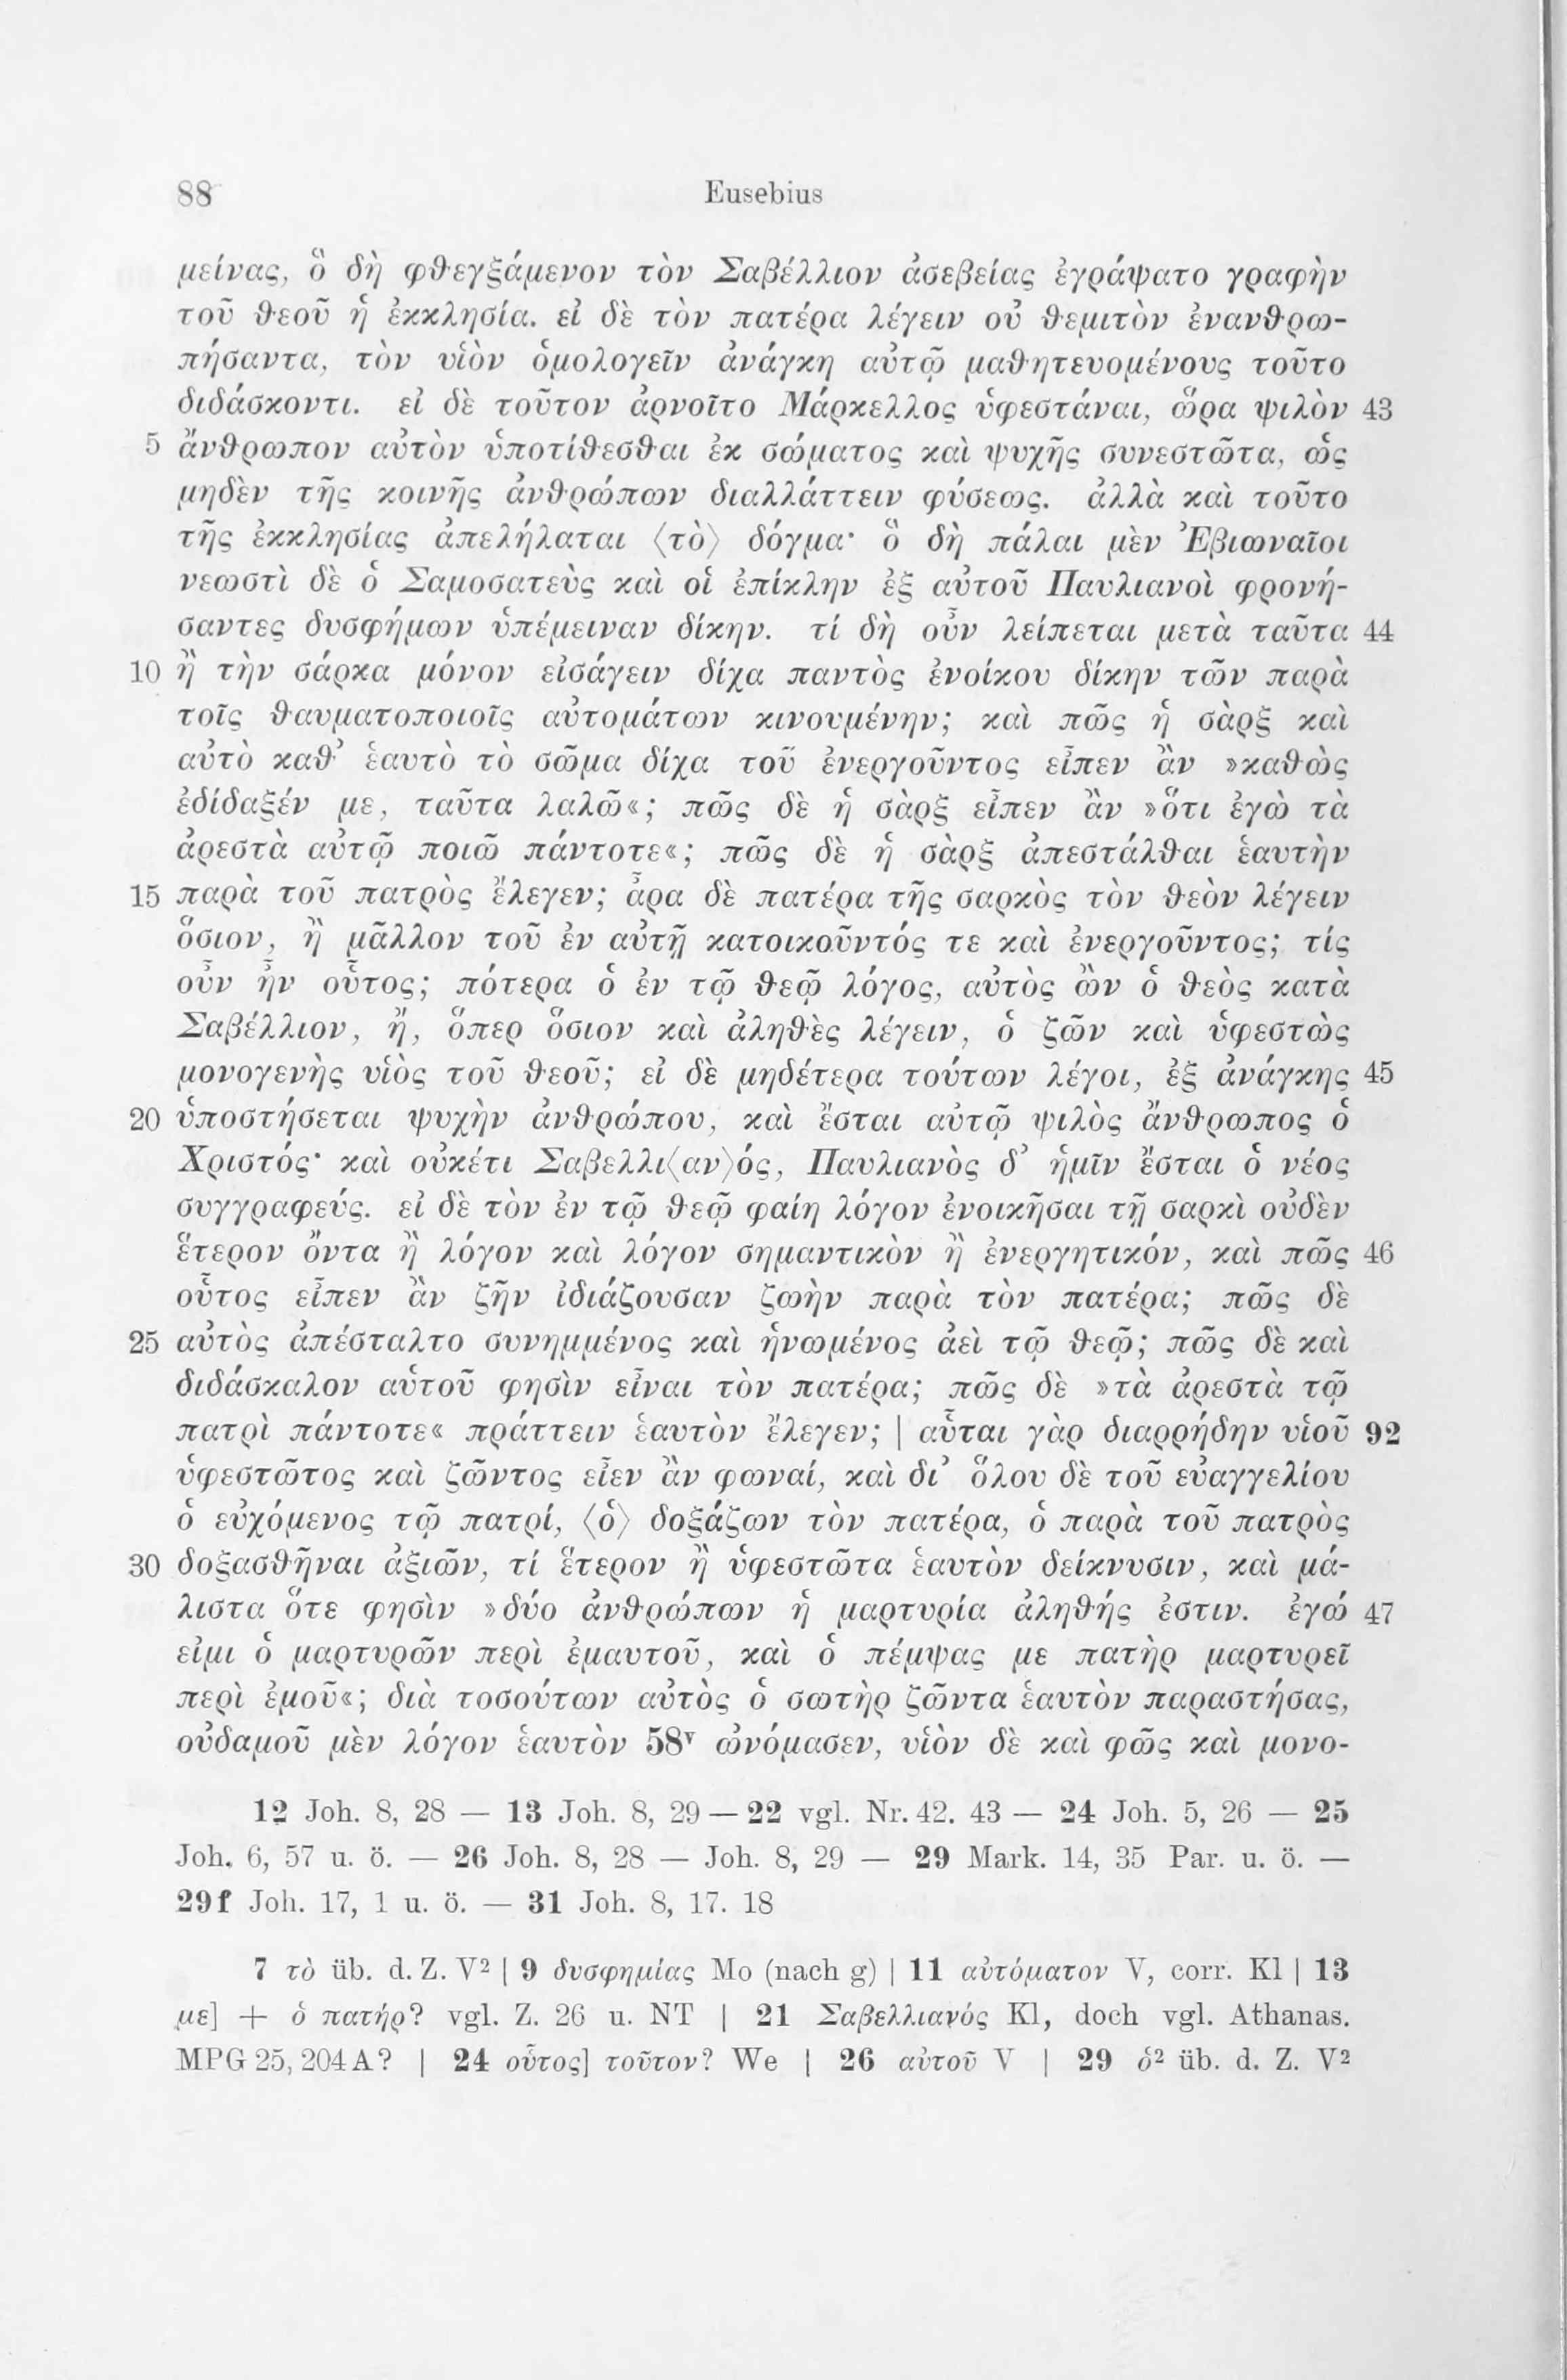 88 Eusebius
μείνας, ὃ δὴ φθεγξάμενον τὸν Σαβέλλιον ἀσεβείας ἐγράψατο γραφὴν
τοῦ θεοῦ ἡ ἐκκλησία. εἰ δὲ τὸν πατέρα λέγειν οὐ θεμιτὸν ἐνανθρω-
πήσαντα, τὸν υἱὸν ὁμολογεῖν ἀνάγκη αὐτῷ μαθητευομένους τοῦτο
διδάσκοντι. εἰ δὲ τοῦτον ἀρνοῖτο Μάρκελλος ὑφεστάναι, ὥρα ψιλὸν 43
5 ἄνθρωπον αὐτὸν ὑποτίθεσθαι ἐκ σώματος καὶ ψυχῆς συνεστῶτα, ὡς
μηδὲν τῆς κοινῆς ἀνθρώπων διαλλάττειν φύσεως. ἀλλὰ καὶ τοῦτο
τῆς ἐκκλησίας ἀπελήλαται ⟨τὸ⟩ δόγμα· ὃ δὴ πάλαι μὲν Ἐβιωναῖοι
νεωστὶ δὲ ὁ Σαμοσατεὺς καὶ οἱ ἐπίκλην ἐξ αὐτοῦ Παυλιανοὶ φρονή-
σαντες δυσφήμων ὑπέμειναν δίκην. τί δὴ οὖν λείπεται μετὰ ταῦτα 44
10 ἢ τὴν σάρκα μόνον εἰσάγειν δίχα παντὸς ἐνοίκου δίκην τῶν παρὰ
τοῖς θαυματοποιοῖς αὐτομάτων κινουμένην; καὶ πῶς ἡ σὰρξ καὶ
αὐτὸ καθ' ἑαυτὸ τὸ σῶμα δίχα τοῦ ἐνεργοῦντος εἶπεν ἂν »καθὼς
ἐδίδαξέν με, ταῦτα λαλῶ«; πῶς δὲ ἡ σὰρξ εἶπεν ἂν »ὅτι ἐγὼ τὰ
ἀρεστὰ αὐτῷ ποιῶ πάντοτε«; πῶς δὲ ἡ σὰρξ ἀπεστάλθαι ἑαυτὴν
15 παρὰ τοῦ πατρὸς ἔλεγεν; ἆρα δὲ πατέρα τῆς σαρκὸς τὸν θεὸν λέγειν
ὅσιον, ἢ μᾶλλον τοῦ ἐν αὐτῇ κατοικοῦντός τε καὶ ἐνεργοῦντος; τίς
οὖν ἦν οὗτος; πότερα ὁ ἐν τῷ θεῷ λόγος, αὐτὸς ὢν ὁ θεὸς κατὰ
Σαβέλλιον, ἤ, ὅπερ ὅσιον καὶ ἀληθὲς λέγειν, ὁ ζῶν καὶ ὑφεστὼς
μονογενὴς υἱὸς τοῦ θεοῦ; εἰ δὲ μηδέτερα τούτων λέγοι, ἐξ ἀνάγκης 45
20 ὑποστήσεται ψυχὴν ἀνθρώπου, καὶ ἔσται αὐτῷ ψιλὸς ἄνθρωπος ὁ
Χριστός· καὶ οὐκέτι Σαβελλι⟨αν⟩ός, Παυλιανὸς δ' ἡμῖν ἔσται ὁ νέος
συγγραφεύς. εἰ δὲ τὸν ἐν τῷ θεῷ φαίη λόγον ἐνοικῆσαι τῇ σαρκὶ οὐδὲν
ἕτερον ὄντα ἢ λόγον καὶ λόγον σημαντικὸν ἢ ἐνεργητικόν, καὶ πῶς 46
οὗτος εἶπεν ἂν ζῆν ἰδιάζουσαν ζωὴν παρὰ τὸν πατέρα; πῶς δὲ
25 αὐτὸς ἀπέσταλτο συνημμένος καὶ ἡνωμένος ἀεὶ τῷ θεῷ; πῶς δὲ καὶ
διδάσκαλον αὑτοῦ φησὶν εἶναι τὸν πατέρα; πῶς δὲ »τὰ ἀρεστὰ τῷ
πατρὶ πάντοτε« πράττειν ἑαυτὸν ἔλεγεν; | αὗται γὰρ διαρρήδην υἱοῦ 92
ὑφεστῶτος καὶ ζῶντος εἶεν ἂν φωναί, καὶ δι' ὅλου δὲ τοῦ εὐαγγελίου
ὁ εὐχόμενος τῷ πατρί, ⟨ὁ⟩ δοξάζων τὸν πατέρα, ὁ παρὰ τοῦ πατρὸς
30 δοξασθῆναι ἀξιῶν, τί ἕτερον ἢ ὑφεστῶτα ἑαυτὸν δείκνυσιν, καὶ μά-
λιστα ὅτε φησὶν »δύο ἀνθρώπων ἡ μαρτυρία ἀληθής ἐστιν. ἐγώ 47
εἰμι ὁ μαρτυρῶν περὶ ἐμαυτοῦ, καὶ ὁ πέμψας με πατὴρ μαρτυρεῖ
περὶ ἐμοῦ«; διὰ τοσούτων αὐτὸς ὁ σωτὴρ ζῶντα ἑαυτὸν παραστήσας,
οὐδαμοῦ μὲν λόγον ἑαυτὸν 58ᵛ ὠνόμασεν, υἱὸν δὲ καὶ φῶς καὶ μονο-
12 Joh. 8, 28 — 13 Joh. 8, 29 — 22 vgl. Nr. 42. 43 — 24 Joh. 5, 26 — 25
Joh. 6, 57 u. ö. — 26 Joh. 8, 28 — Joh. 8, 29 — 29 Mark. 14, 35 Par. u. ö. —
29f Joh. 17, 1 u. ö. — 31 Joh. 8, 17. 18
7 τὸ üb. d. Z. V² | 9 δυσφημίας Mo (nach g) | 11 αὐτόματον V, corr. Kl | 13
με] + ὁ πατήρ? vgl. Z. 26 u. NT | 21 Σαβελλιανός Kl, doch vgl. Athanas.
MPG 25, 204 A? | 24 οὗτος] τοῦτον? We | 26 αὐτοῦ V | 29 ὁ² üb. d. Z. V²